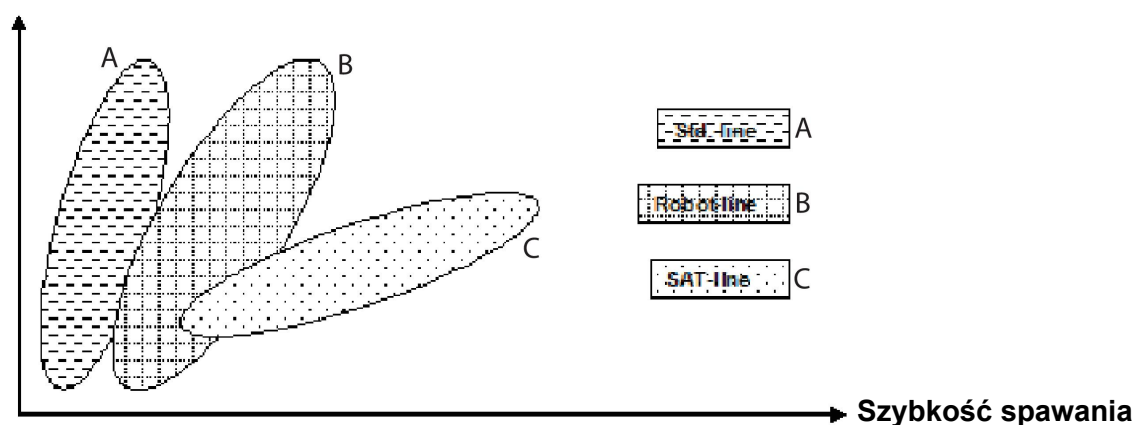 A
B
C
Std.-line A
Robot-line B
SAT-line C
Szybkość spawania